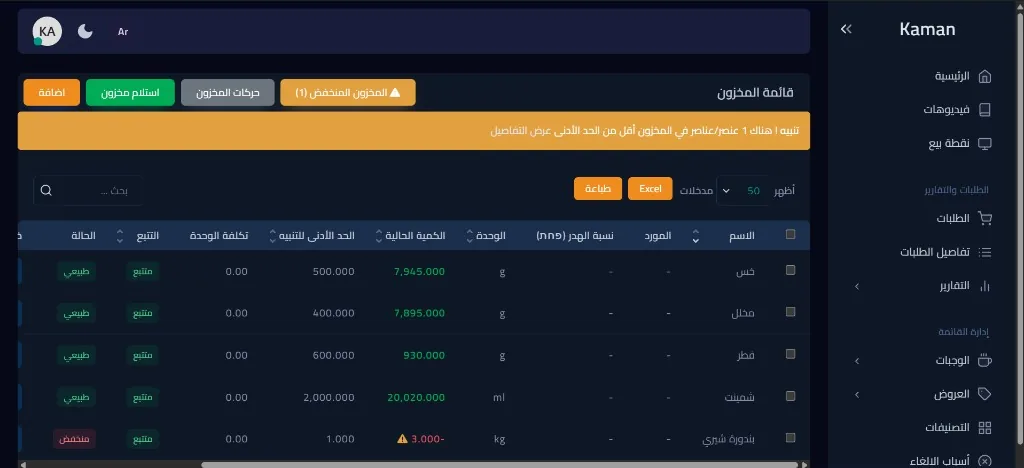 Kaman
الرئيسية
فيديوهات
نقطة بيع
الطلبات والتقارير
الطلبات
تفاصيل الطلبات
التقارير
إدارة القائمة
الوجبات
العروض
التصنيفات
أسباب الالغاء
KA
Ar
قائمة المخزون
المخزون المنخفض (1)
حركات المخزون
استلام مخزون
اضافة
تنبيه ! هناك 1 عنصر/عناصر في المخزون أقل من الحد الأدنى عرض التفاصيل
أظهر 50 مدخلات
Excel
طباعة
بحث ...
الاسم المورد نسبة الهدر (פחת) الوحدة الكمية الحالية الحد الأدنى للتنبيه تكلفة الوحدة التتبع الحالة
خس - - g 7,945.000 500.000 0.00 متتبع طبيعي
مخلل - - g 7,895.000 400.000 0.00 متتبع طبيعي
فطر - - g 930.000 600.000 0.00 متتبع طبيعي
شمينت - - ml 20,020.000 2,000.000 0.00 متتبع طبيعي
بندورة شيري - - kg -3.000 1.000 0.00 متتبع منخفض